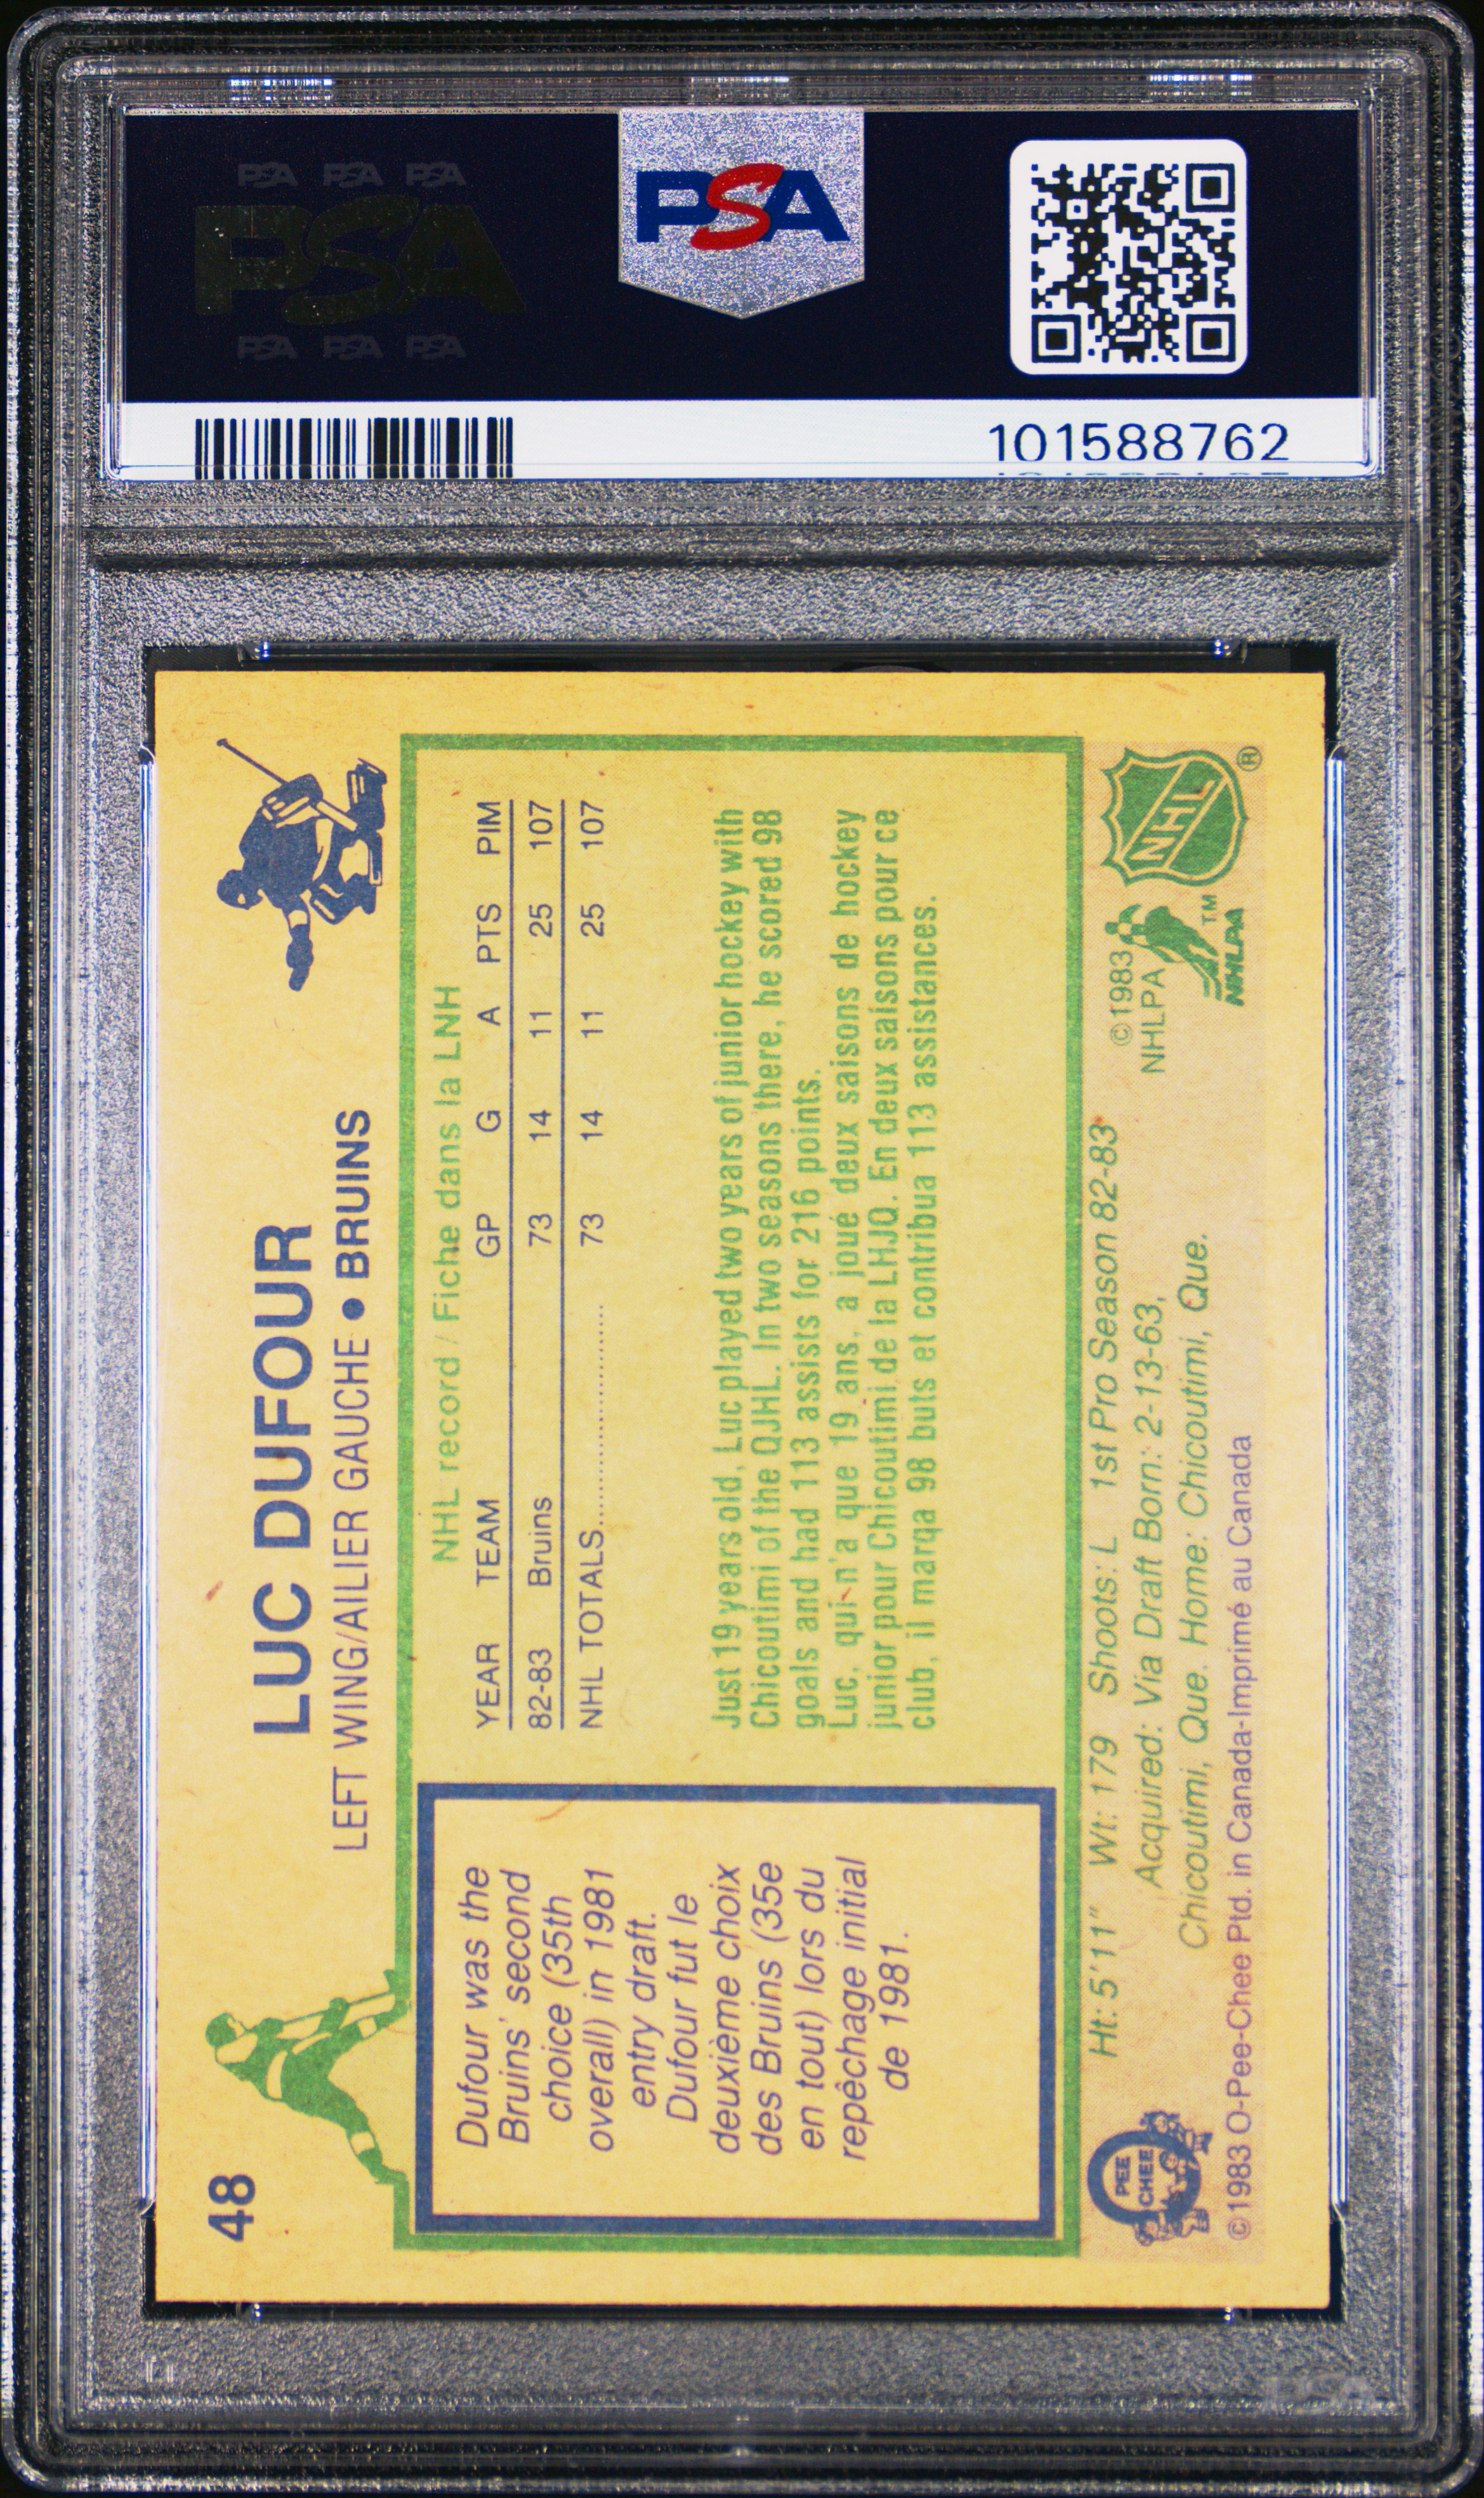 PSA PSA PSA
PSA
PSA PSA PSA
PSA
101588762
48
LUC DUFOUR
LEFT WING/AILIER GAUCHE • BRUINS
Dufour was the
Bruins' second
choice (35th
overall) in 1981
entry draft.
Dufour fut le
deuxième choix
des Bruins (35e
en tout) lors du
repêchage initial
de 1981.
NHL record / Fiche dans la LNH
YEAR TEAM GP G A PTS PIM
82-83 Bruins 73 14 11 25 107
NHL TOTALS.................... 73 14 11 25 107
Just 19 years old, Luc played two years of junior hockey with
Chicoutimi of the QJHL. In two seasons there, he scored 98
goals and had 113 assists for 216 points.
Luc, qui n'a que 19 ans, a joué deux saisons de hockey
junior pour Chicoutimi de la LHJQ. En deux saisons pour ce
club, il marqa 98 buts et contribua 113 assistances.
Ht: 5'11" Wt: 179 Shoots: L 1st Pro Season 82-83
Acquired: Via Draft Born: 2-13-63,
Chicoutimi, Que. Home: Chicoutimi, Que.
©1983 O-Pee-Chee Ptd. in Canada-Imprimé au Canada
PEE
CHEE
©1983
NHLPA
NHLPA TM
NHL ®